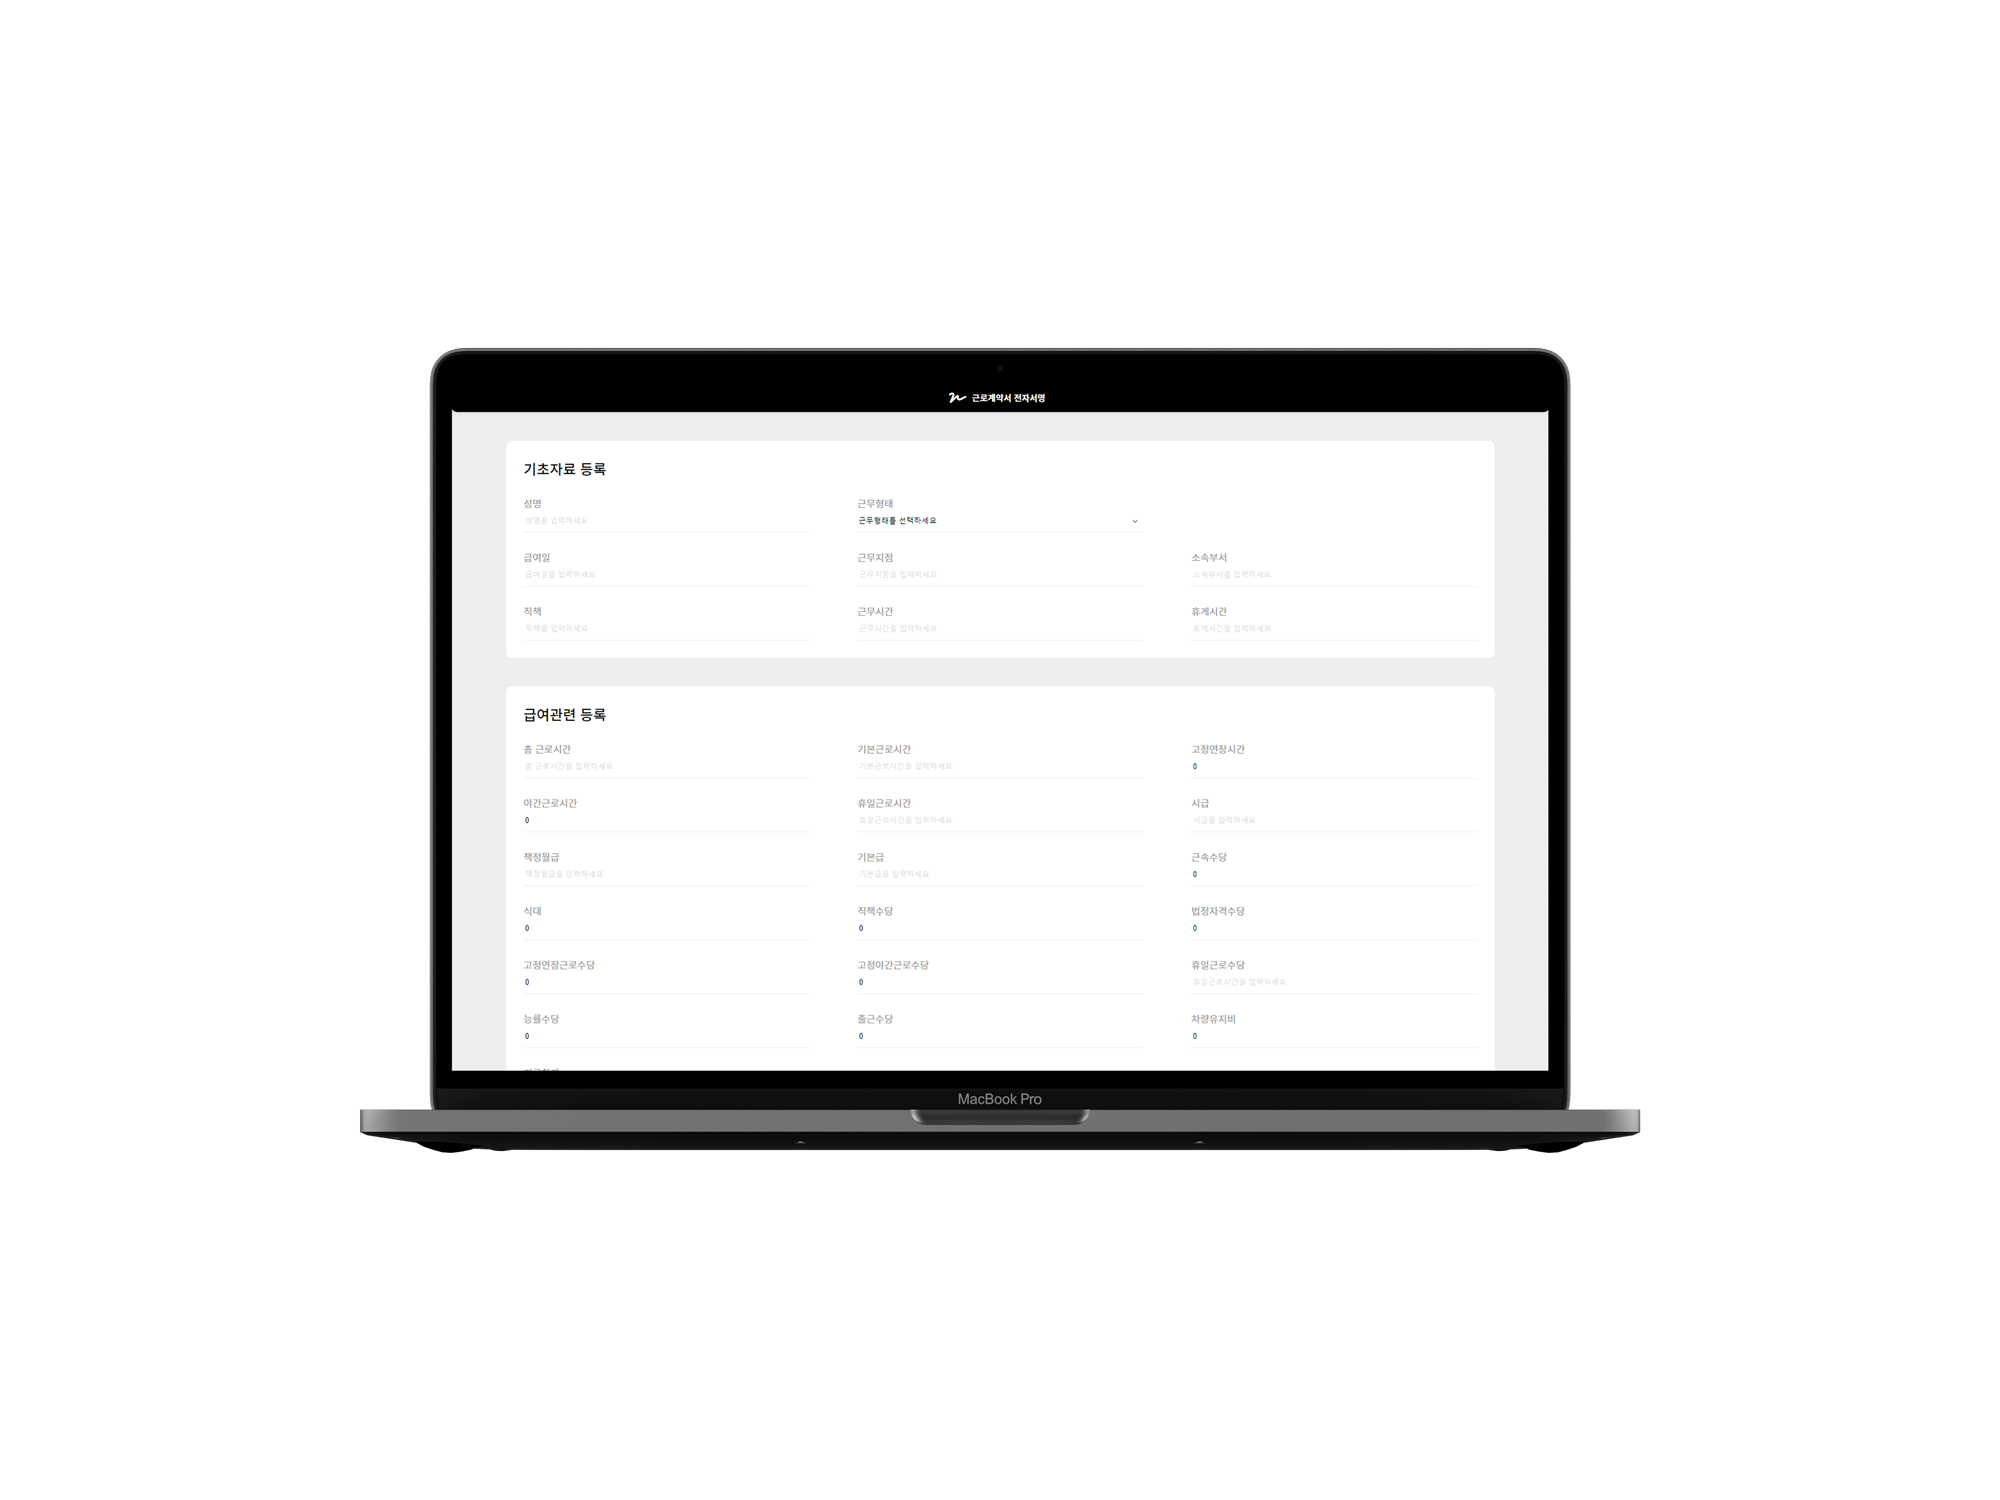 근로계약서 전자서명
기초자료 등록
성명
근무형태
성명을 입력하세요
근무형태를 선택하세요
급여일
근무지점
소속부서
급여일을 입력하세요
근무지점을 입력하세요
소속부서를 입력하세요
직책
근무시간
휴게시간
직책을 입력하세요
근무시간을 입력하세요
휴게시간을 입력하세요
급여관련 등록
총 근로시간
기본근로시간
고정연장시간
총 근로시간을 입력하세요
기본근로시간을 입력하세요
0
야간근로시간
휴일근로시간
시급
0
휴일근로시간을 입력하세요
시급을 입력하세요
책정월급
기본급
근속수당
책정월급을 입력하세요
기본급을 입력하세요
0
식대
직책수당
법정자격수당
0
0
0
고정연장근로수당
고정야간근로수당
휴일근로수당
0
0
휴일근로시간을 입력하세요
능률수당
출근수당
차량유지비
0
0
0
MacBook Pro